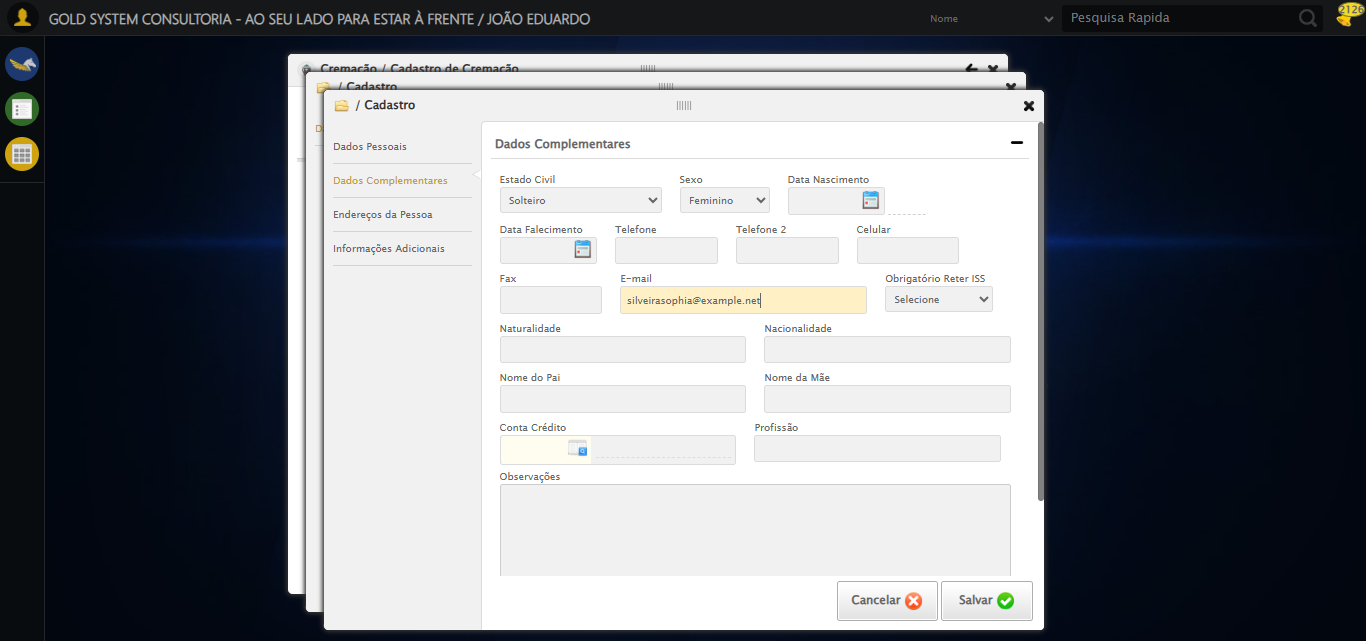 GOLD SYSTEM CONSULTORIA - AO SEU LADO PARA ESTAR À FRENTE / JOÃO EDUARDO
Nome
Pesquisa Rapida
2126
Cremação / Cadastro de Cremação
/ Cadastro
D
/ Cadastro
Dados Pessoais
Dados Complementares
Endereços da Pessoa
Informações Adicionais
Dados Complementares
Estado Civil Sexo Data Nascimento
Solteiro Feminino
Data Falecimento Telefone Telefone 2 Celular
Fax E-mail Obrigatório Reter ISS
silveirasophia@example.net Selecione
Naturalidade Nacionalidade
Nome do Pai Nome da Mãe
Conta Crédito Profissão
Observações
Cancelar Salvar